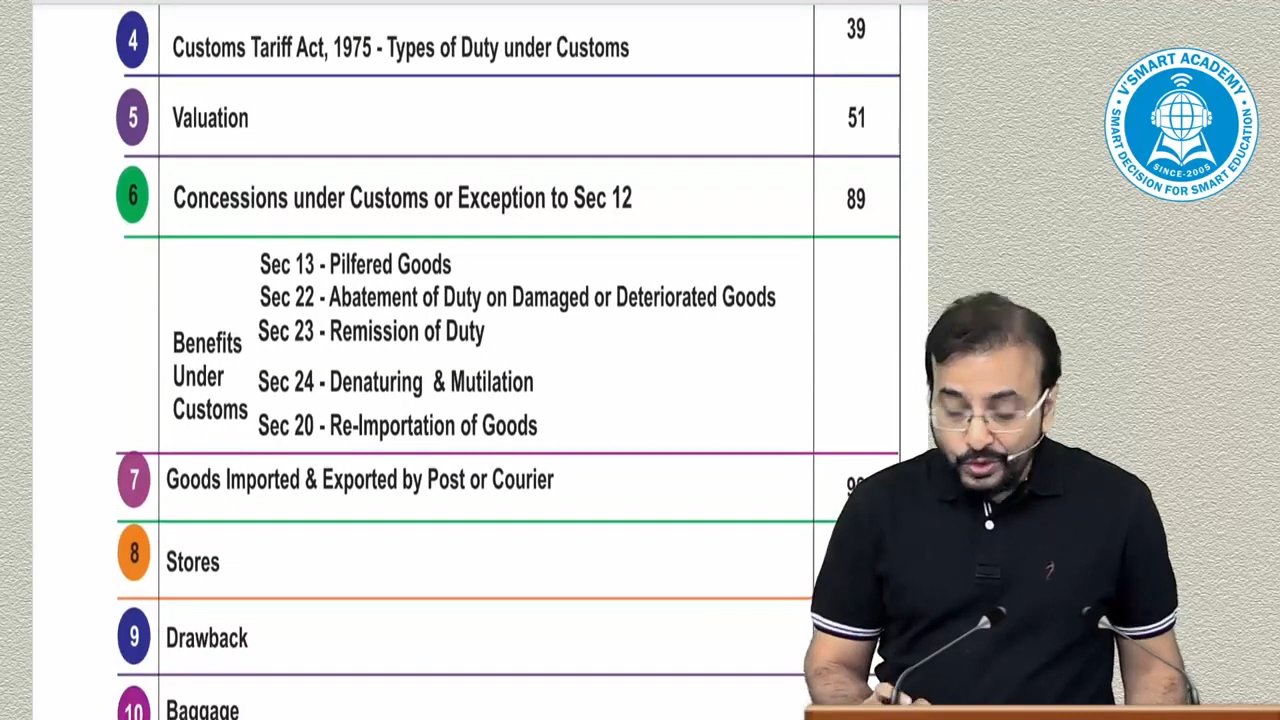 4 Customs Tariff Act, 1975 - Types of Duty under Customs 39
5 Valuation 51
6 Concessions under Customs or Exception to Sec 12 89
Sec 13 - Pilfered Goods
Sec 22 - Abatement of Duty on Damaged or Deteriorated Goods
Sec 23 - Remission of Duty
Benefits
Under
Customs
Sec 24 - Denaturing & Mutilation
Sec 20 - Re-Importation of Goods
7 Goods Imported & Exported by Post or Courier
8 Stores
9 Drawback
10 Baggage
V'SMART ACADEMY
SINCE-2005
SMART DECISION FOR SMART EDUCATION